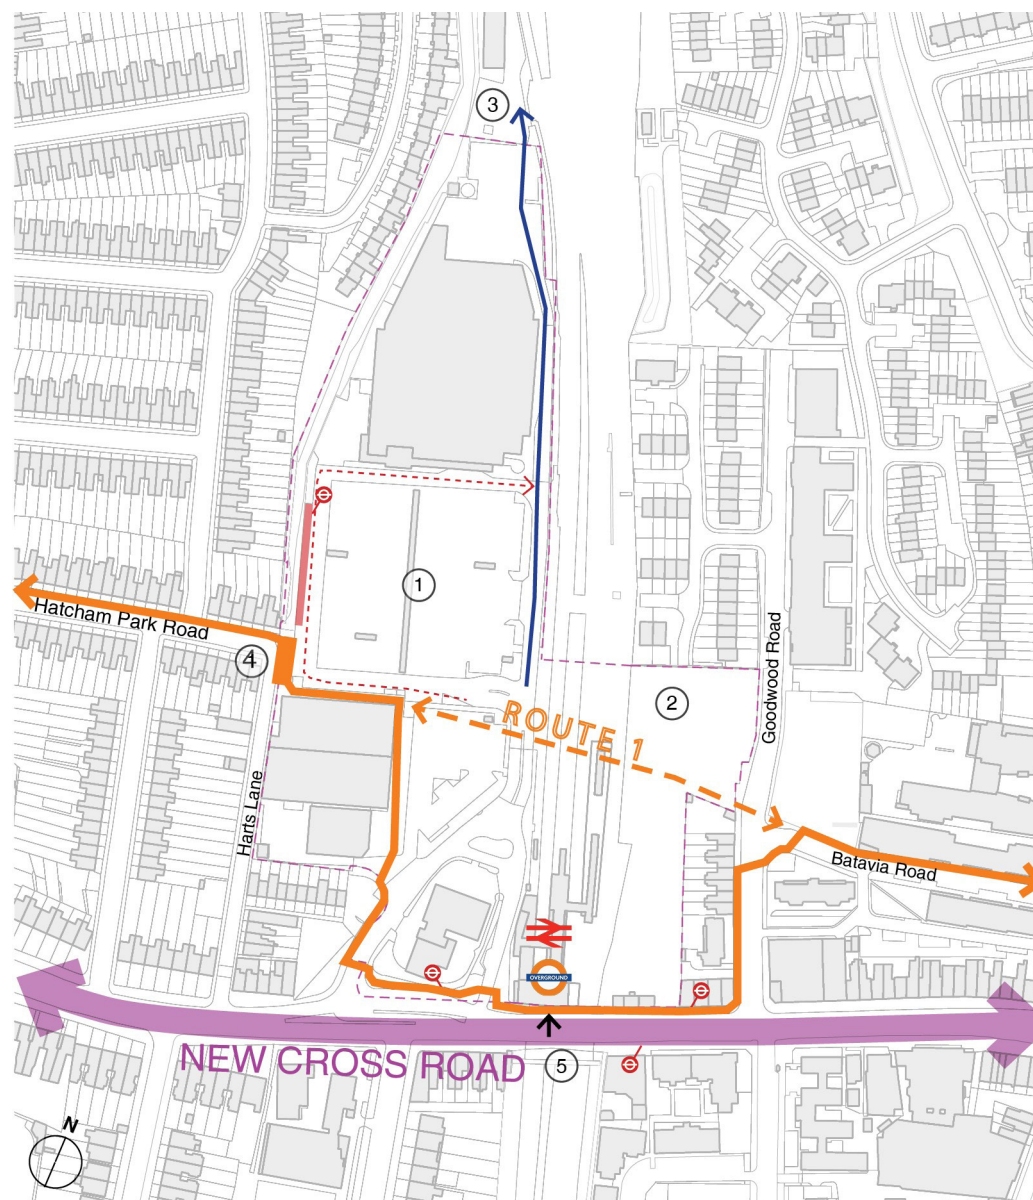 3
1
Hatcham Park Road
4
2
Goodwood Road
ROUTE 1
Harts Lane
Batavia Road
OVERGROUND
NEW CROSS ROAD
5
N